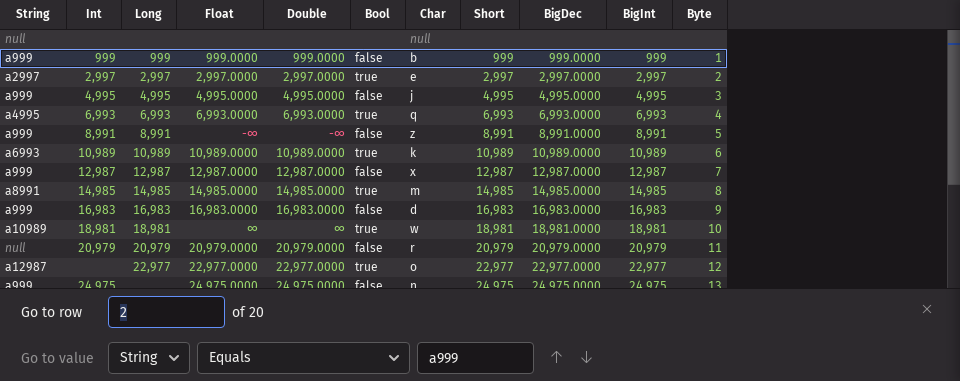 String Int Long Float Double Bool Char Short BigDec BigInt Byte
null null
a999 999 999 999.0000 999.0000 false b 999 999.0000 999 1
a2997 2,997 2,997 2,997.0000 2,997.0000 true e 2,997 2,997.0000 2,997 2
a999 4,995 4,995 4,995.0000 4,995.0000 false j 4,995 4,995.0000 4,995 3
a4995 6,993 6,993 6,993.0000 6,993.0000 true q 6,993 6,993.0000 6,993 4
a999 8,991 8,991 -∞ -∞ false z 8,991 8,991.0000 8,991 5
a6993 10,989 10,989 10,989.0000 10,989.0000 true k 10,989 10,989.0000 10,989 6
a999 12,987 12,987 12,987.0000 12,987.0000 false x 12,987 12,987.0000 12,987 7
a8991 14,985 14,985 14,985.0000 14,985.0000 true m 14,985 14,985.0000 14,985 8
a999 16,983 16,983 16,983.0000 16,983.0000 false d 16,983 16,983.0000 16,983 9
a10989 18,981 18,981 ∞ ∞ true w 18,981 18,981.0000 18,981 10
null 20,979 20,979 20,979.0000 20,979.0000 false r 20,979 20,979.0000 20,979 11
a12987 22,977 22,977.0000 22,977.0000 true o 22,977 22,977.0000 22,977 12
a999 24,975 24,975.0000 24,975.0000 false n 24,975 24,975.0000 24,975 13
Go to row 2 of 20
Go to value String Equals a999